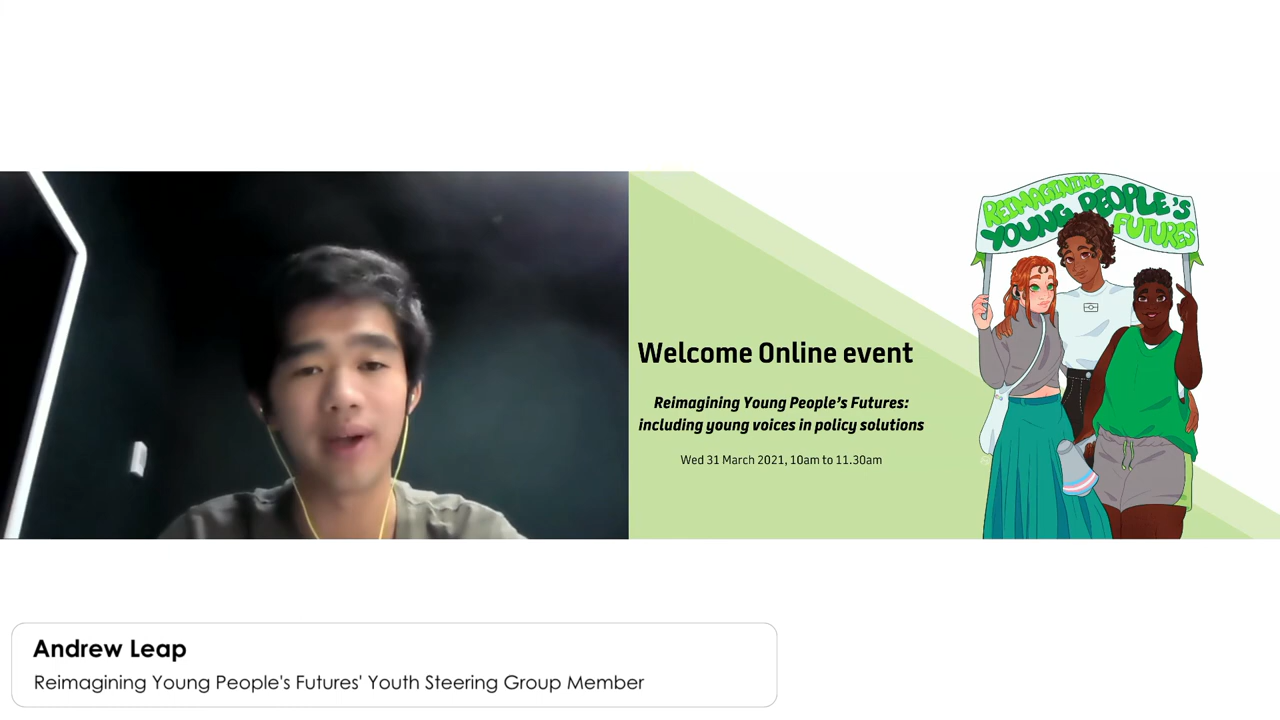 REIMAGINING
YOUNG PEOPLE'S
FUTURES
Welcome Online event
Reimagining Young People's Futures:
including young voices in policy solutions
Wed 31 March 2021, 10am to 11.30am
Andrew Leap
Reimagining Young People's Futures' Youth Steering Group Member